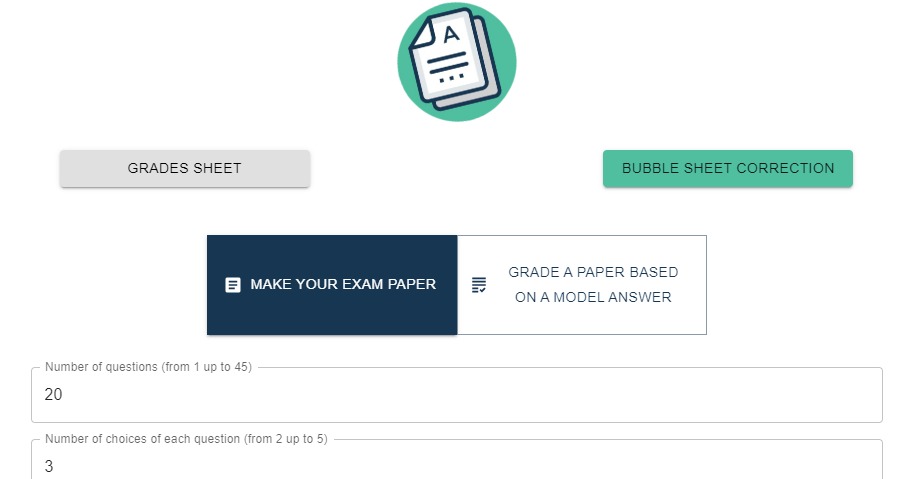 A
GRADES SHEET
BUBBLE SHEET CORRECTION
MAKE YOUR EXAM PAPER
GRADE A PAPER BASED
ON A MODEL ANSWER
Number of questions (from 1 up to 45)
20
Number of choices of each question (from 2 up to 5)
3